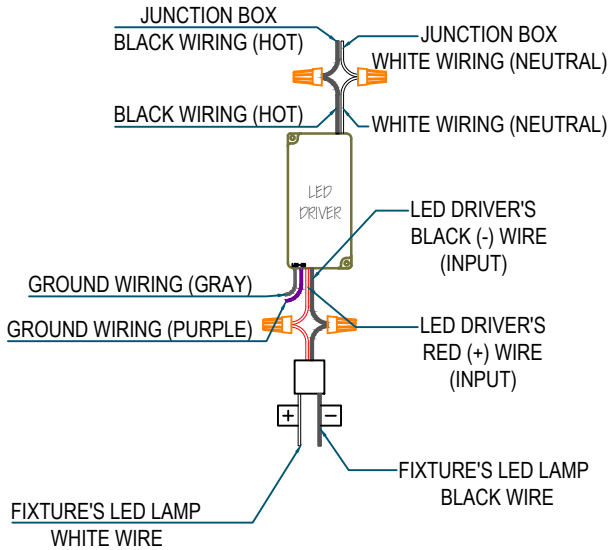 JUNCTION BOX
BLACK WIRING (HOT)
JUNCTION BOX
WHITE WIRING (NEUTRAL)
BLACK WIRING (HOT)
WHITE WIRING (NEUTRAL)
LED
DRIVER
LED DRIVER'S
BLACK (-) WIRE
(INPUT)
GROUND WIRING (GRAY)
GROUND WIRING (PURPLE)
LED DRIVER'S
RED (+) WIRE
(INPUT)
+
-
FIXTURE'S LED LAMP
BLACK WIRE
FIXTURE'S LED LAMP
WHITE WIRE